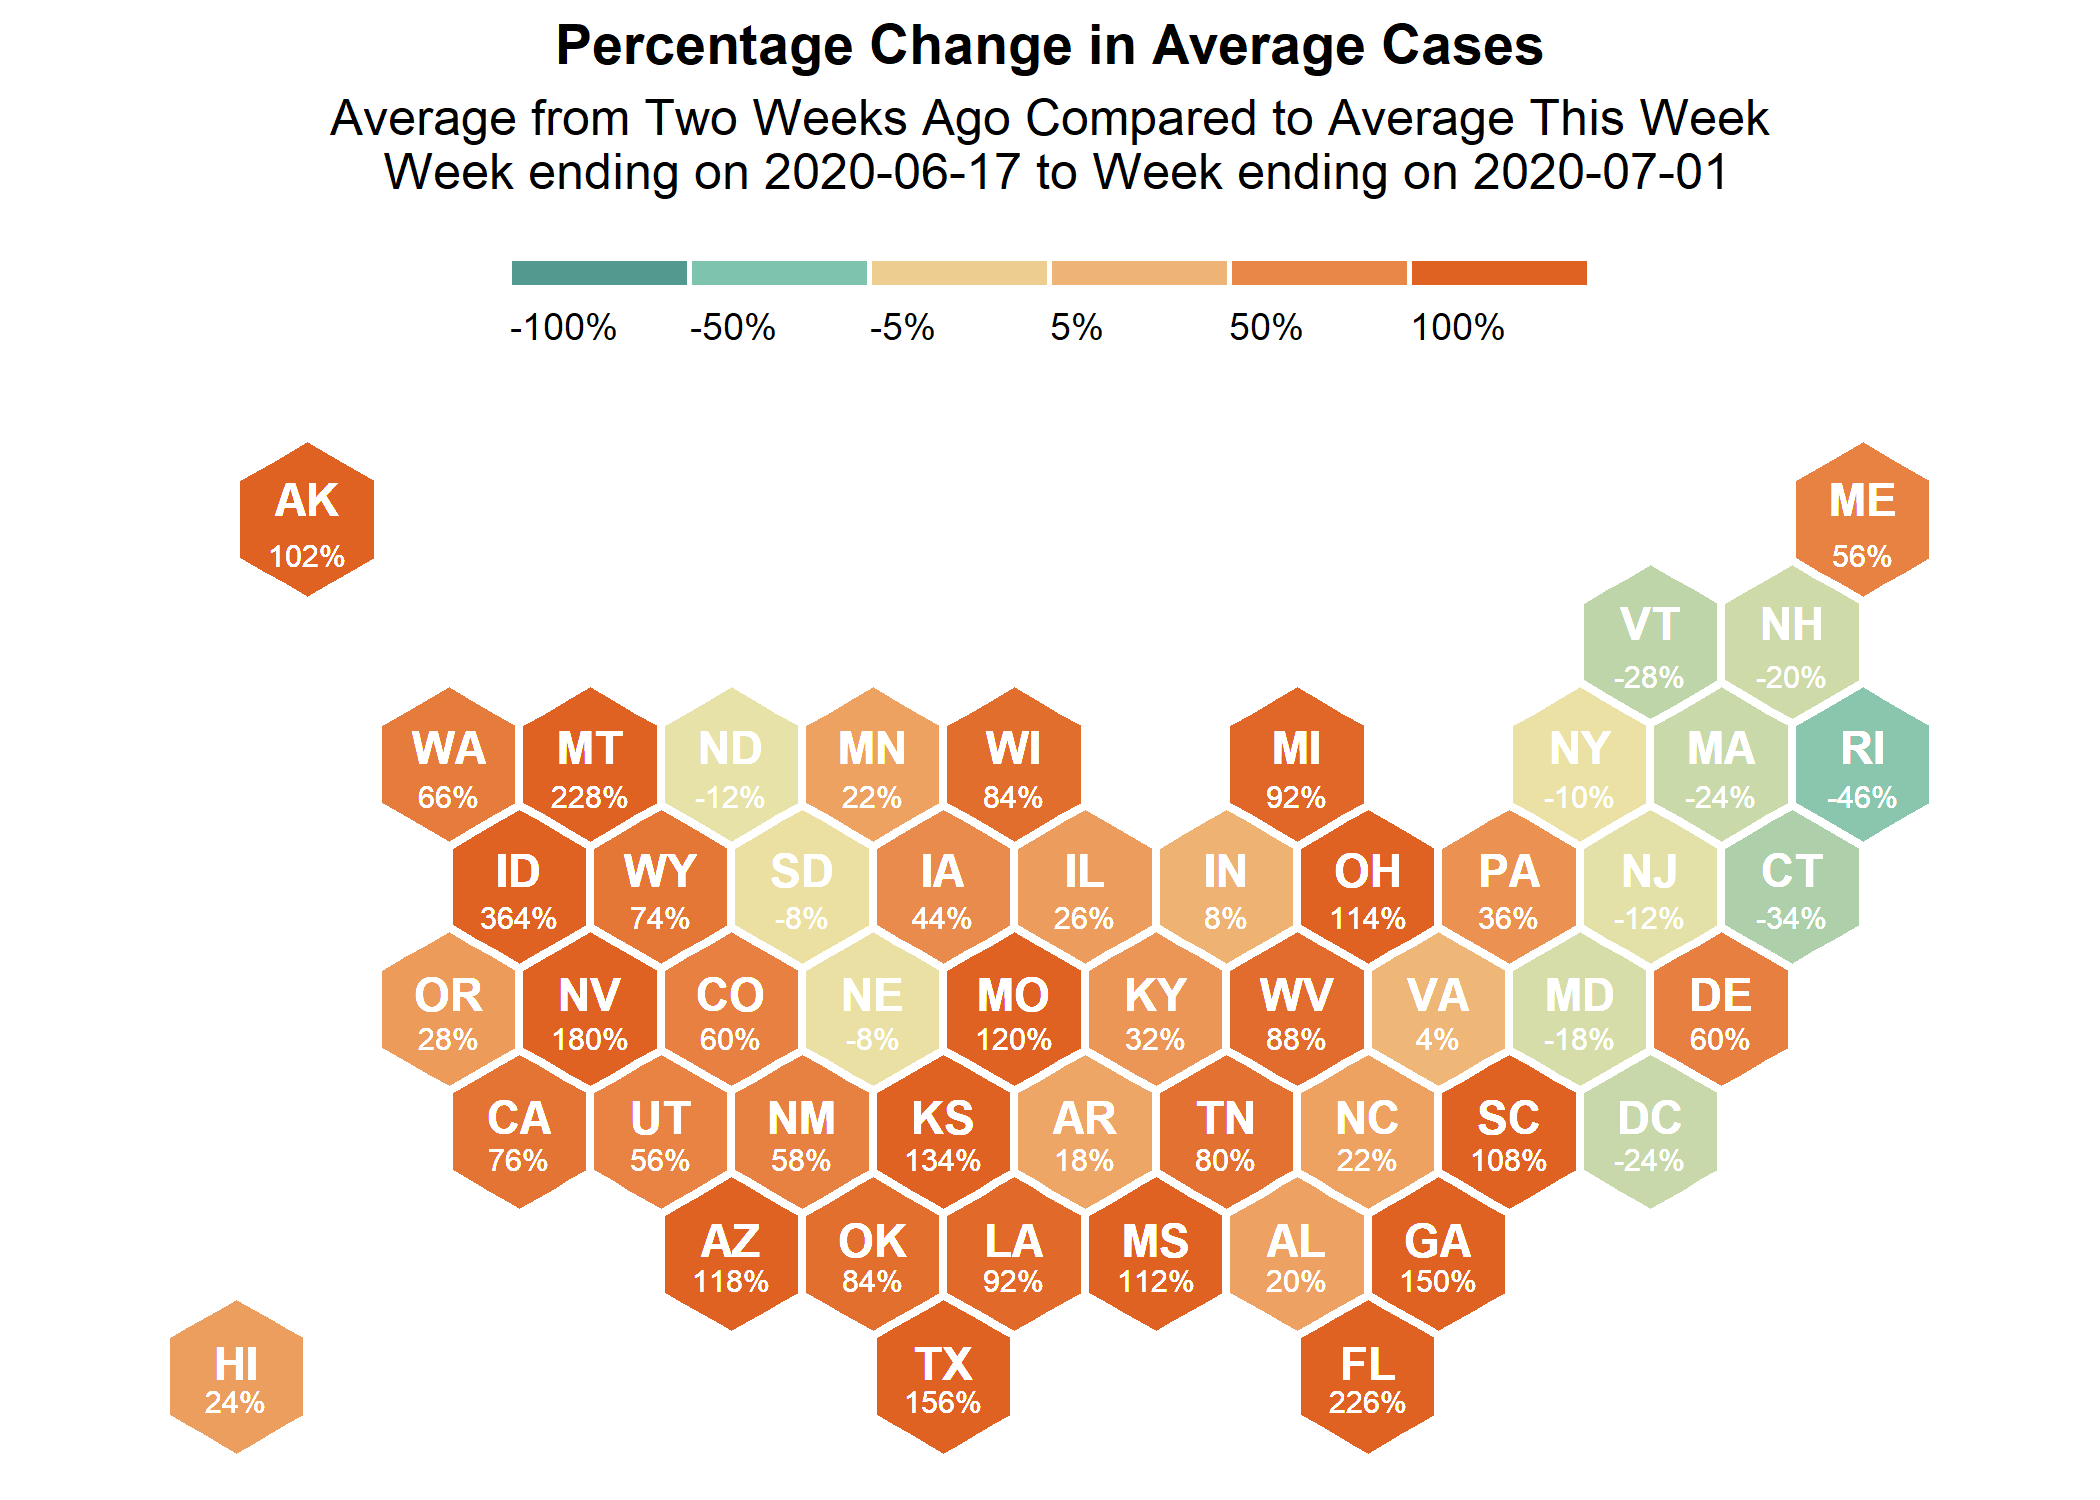 Percentage Change in Average Cases
Average from Two Weeks Ago Compared to Average This Week
Week ending on 2020-06-17 to Week ending on 2020-07-01
-100% -50% -5% 5% 50% 100%
AK ME
102% 56%
VT NH
-28% -20%
WA MT ND MN WI MI NY MA RI
66% 228% -12% 22% 84% 92% -10% -24% -46%
ID WY SD IA IL IN OH PA NJ CT
364% 74% -8% 44% 26% 8% 114% 36% -12% -34%
OR NV CO NE MO KY WV VA MD DE
28% 180% 60% -8% 120% 32% 88% 4% -18% 60%
CA UT NM KS AR TN NC SC DC
76% 56% 58% 134% 18% 80% 22% 108% -24%
AZ OK LA MS AL GA
118% 84% 92% 112% 20% 150%
HI TX FL
24% 156% 226%